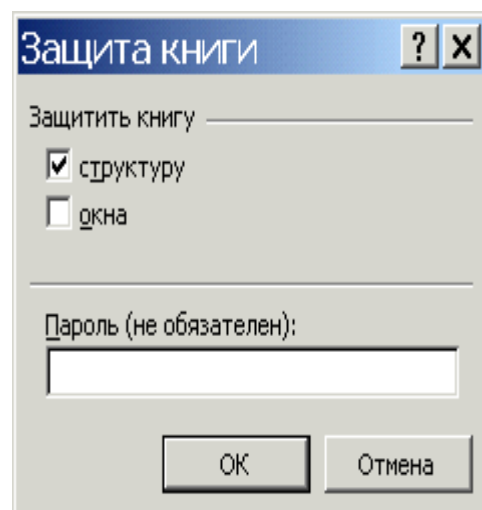 Защита книги
Защитить книгу
структуру
окна
Пароль (не обязателен):
ОК
Отмена